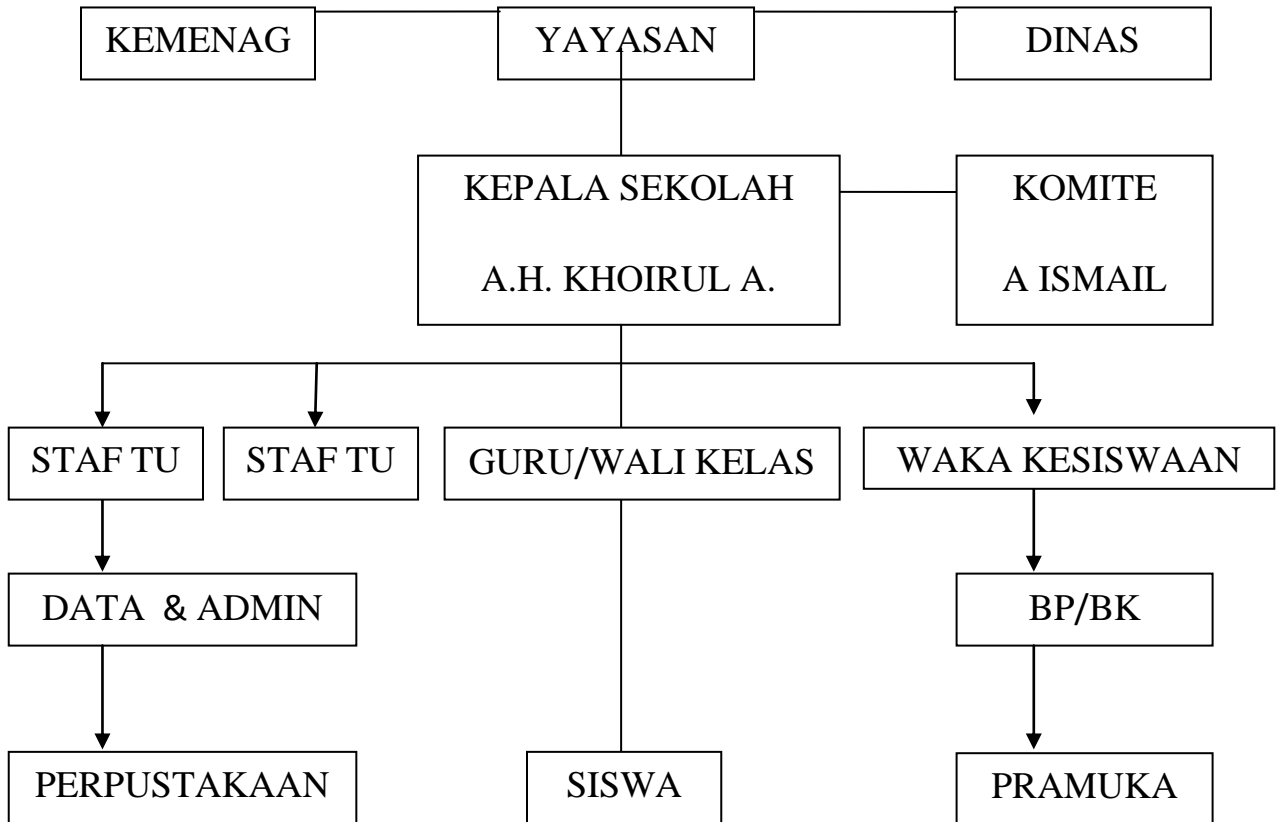 KEMENAG
YAYASAN
DINAS
KEPALA SEKOLAH
A.H. KHOIRUL A.
KOMITE
A ISMAIL
STAF TU
STAF TU
GURU/WALI KELAS
WAKA KESISWAAN
DATA & ADMIN
BP/BK
PERPUSTAKAAN
SISWA
PRAMUKA